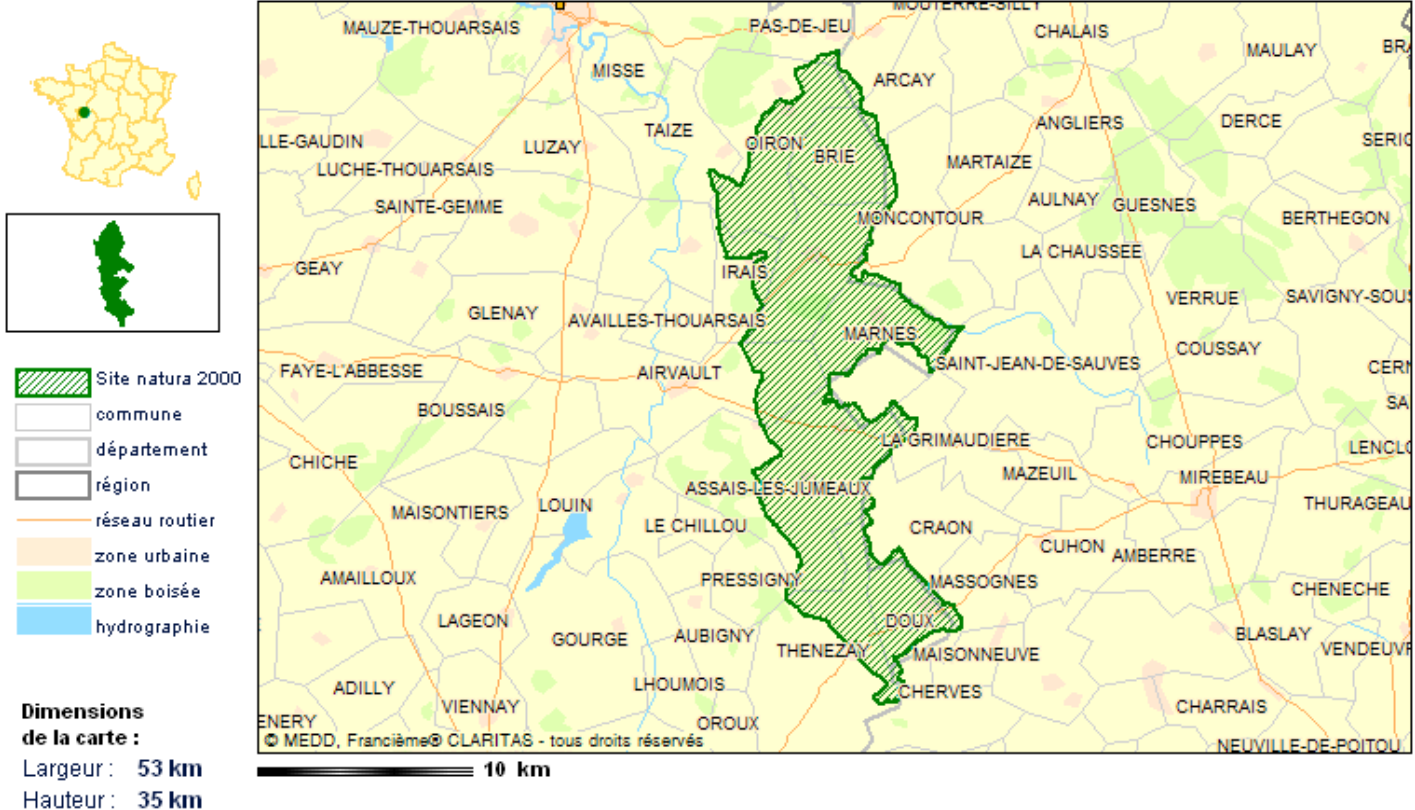 MAUZE-THOUARSAIS
PAS-DE-JEU
MOUTERRE-SILLY
CHALAIS
MAULAY
BRA
MISSE
ARCAY
LLE-GAUDIN
LUZAY
TAIZE
OIRON
BRIE
ANGLIERS
DERCE
SERIG
LUCHE-THOUARSAIS
MARTAIZE
SAINTE-GEMME
MONCONTOUR
AULNAY
GUESNES
BERTHEGON
GEAY
IRAIS
LA CHAUSSEE
GLENAY
AVAILLES-THOUARSAIS
MARNES
VERRUE
SAVIGNY-SOUS
FAYE-L'ABBESSE
AIRVAULT
SAINT-JEAN-DE-SAUVES
COUSSAY
CERN
BOUSSAIS
SA
CHICHE
LA GRIMAUDIERE
CHOUPPES
LENCLO
ASSAIS-LES-JUMEAUX
MAZEUIL
MIREBEAU
MAISONTIERS
LOUIN
LE CHILLOU
CRAON
THURAGEAU
AMAILLOUX
PRESSIGNY
MASSOGNES
CUHON
AMBERRE
CHENECHE
LAGEON
GOURGE
AUBIGNY
DOUX
BLASLAY
THENEZAY
MAISONNEUVE
VENDEUVR
ADILLY
VIENNAY
LHOUMOIS
CHERVES
CHARRAIS
ENERY
OROUX
NEUVILLE-DE-POITOU
© MEDD, Francième® CLARITAS - tous droits réservés
10 km
Site natura 2000
commune
département
région
réseau routier
zone urbaine
zone boisée
hydrographie
Dimensions
de la carte :
Largeur : 53 km
Hauteur : 35 km